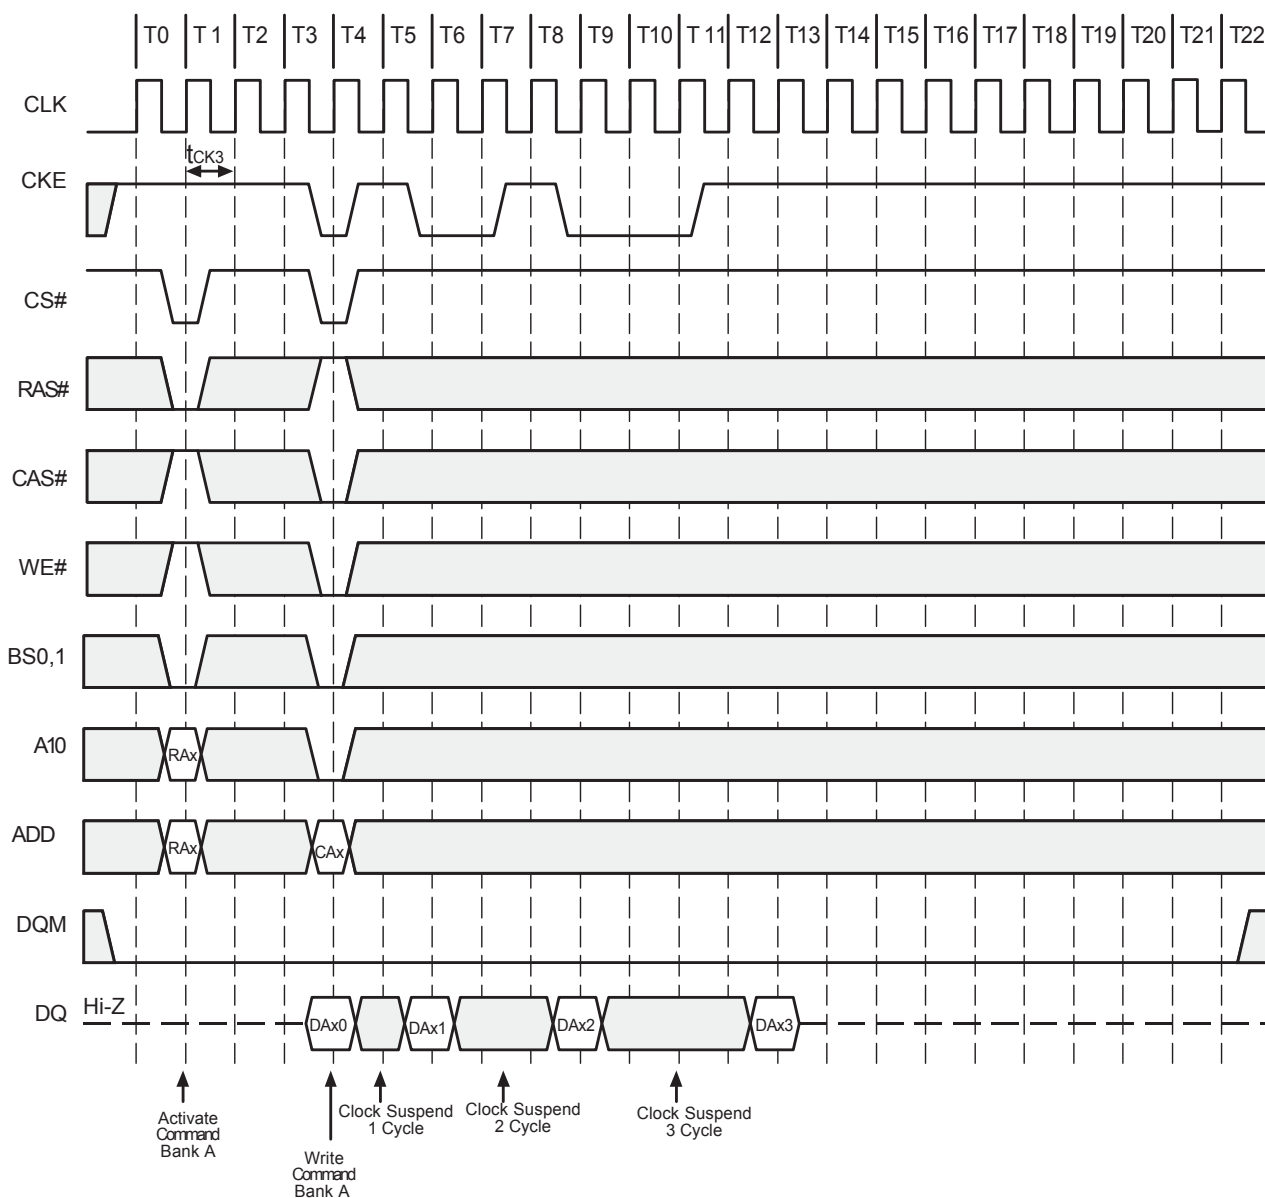 T0 T 1 T2 T3 T4 T5 T6 T7 T8 T9 T10 T 11 T12 T13 T14 T15 T16 T17 T18 T19 T20 T21 T22
CLK
tCK3
CKE
CS#
RAS#
CAS#
WE#
BS0,1
A10
RAx
ADD
RAx CAx
DQM
DQ Hi-Z
DAx0 DAx1 DAx2 DAx3
Activate
Command
Bank A
Write
Command
Bank A
Clock Suspend
1 Cycle
Clock Suspend
2 Cycle
Clock Suspend
3 Cycle